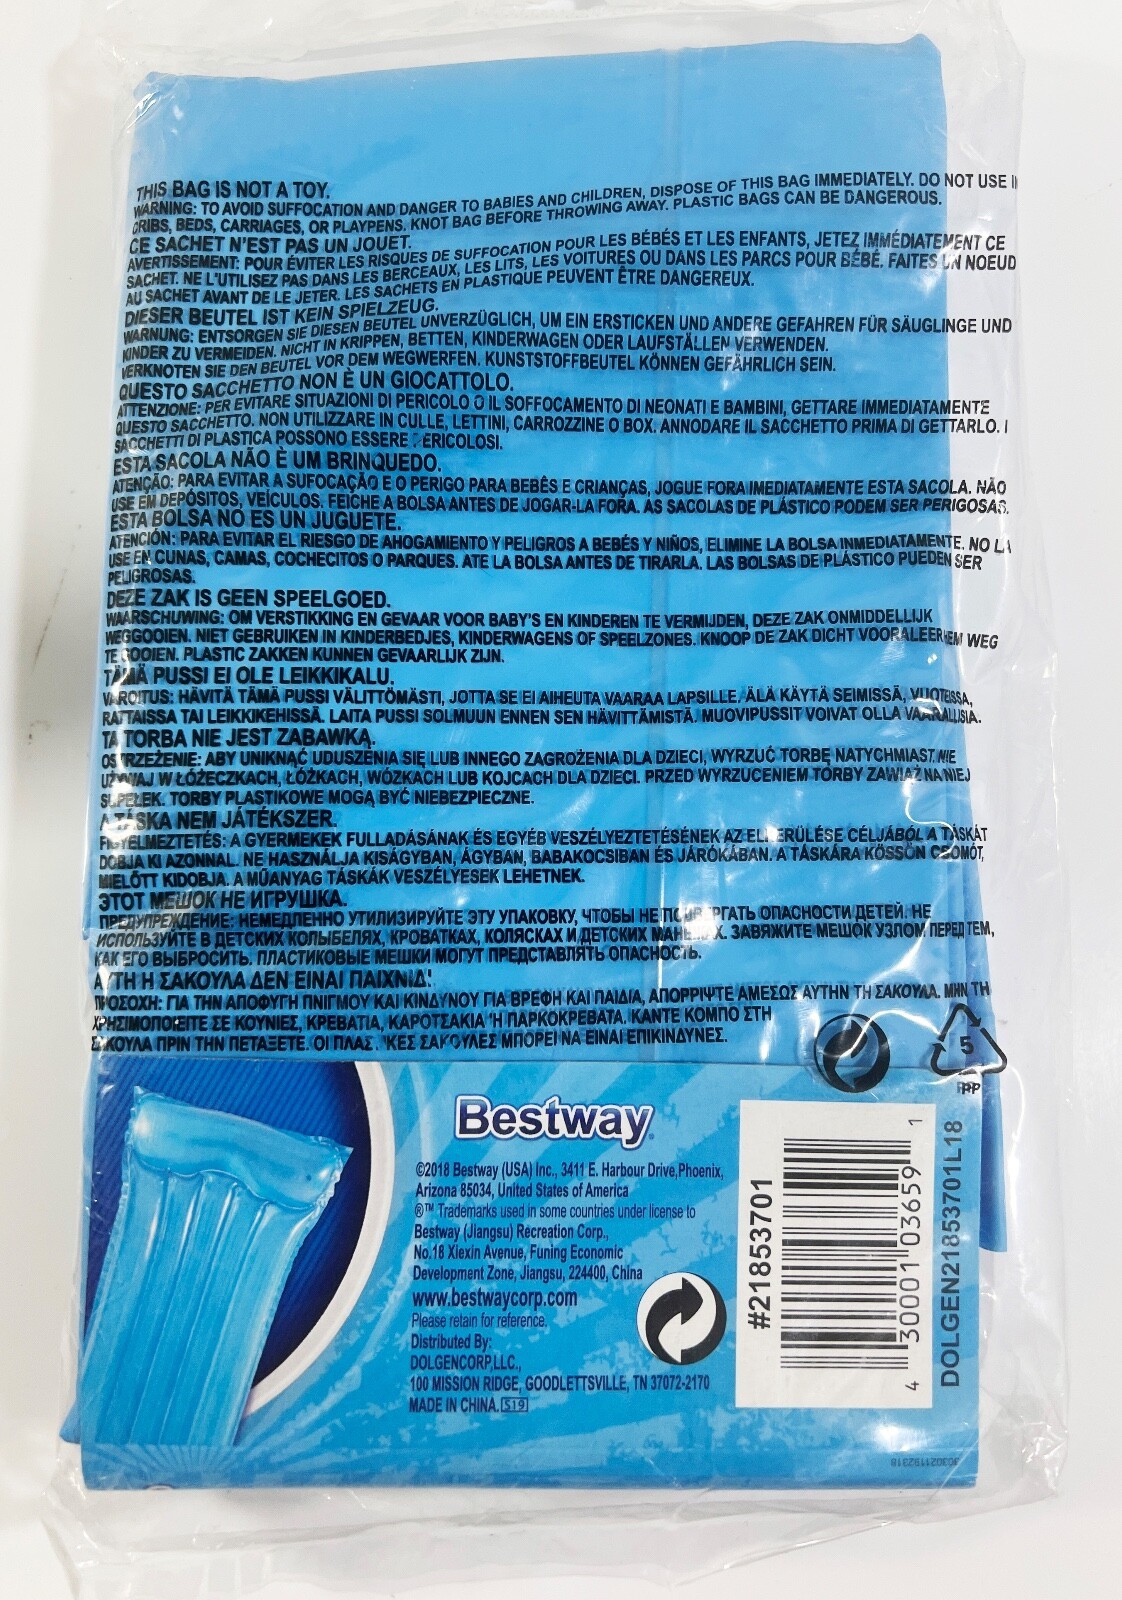 THIS BAG IS NOT A TOY.
WARNING: TO AVOID SUFFOCATION AND DANGER TO BABIES AND CHILDREN, DISPOSE OF THIS BAG IMMEDIATELY. DO NOT USE IN
CRIBS, BEDS, CARRIAGES, OR PLAYPENS. KNOT BAG BEFORE THROWING AWAY. PLASTIC BAGS CAN BE DANGEROUS.
CE SACHET N'EST PAS UN JOUET.
AVERTISSEMENT: POUR ÉVITER LES RISQUES DE SUFFOCATION POUR LES BÉBÉS ET LES ENFANTS, JETEZ IMMÉDIATEMENT CE
SACHET. NE L'UTILISEZ PAS DANS LES BERCEAUX, LES LITS, LES VOITURES OU DANS LES PARCS POUR BÉBÉ. FAITES UN NOEUD
AU SACHET AVANT DE LE JETER. LES SACHETS EN PLASTIQUE PEUVENT ÊTRE DANGEREUX.
DIESER BEUTEL IST KEIN SPIELZEUG.
WARNUNG: ENTSORGEN SIE DIESEN BEUTEL UNVERZÜGLICH, UM EIN ERSTICKEN UND ANDERE GEFAHREN FÜR SÄUGLINGE UND
KINDER ZU VERMEIDEN. NICHT IN KRIPPEN, BETTEN, KINDERWAGEN ODER LAUFSTÄLLEN VERWENDEN.
VERKNOTEN SIE DEN BEUTEL VOR DEM WEGWERFEN. KUNSTSTOFFBEUTEL KÖNNEN GEFÄHRLICH SEIN.
QUESTO SACCHETTO NON È UN GIOCATTOLO.
ATTENZIONE: PER EVITARE SITUAZIONI DI PERICOLO O IL SOFFOCAMENTO DI NEONATI E BAMBINI, GETTARE IMMEDIATAMENTE
QUESTO SACCHETTO. NON UTILIZZARE IN CULLE, LETTINI, CARROZZINE O BOX. ANNODARE IL SACCHETTO PRIMA DI GETTARLO. I
SACCHETTI DI PLASTICA POSSONO ESSERE PERICOLOSI.
ESTA SACOLA NÃO È UM BRINQUEDO.
ATENÇÃO: PARA EVITAR A SUFOCAÇÃO E O PERIGO PARA BEBÊS E CRIANÇAS, JOGUE FORA IMEDIATAMENTE ESTA SACOLA. NÃO
USE EM DEPÓSITOS, VEÍCULOS. FEICHE A BOLSA ANTES DE JOGAR-LA FORA. AS SACOLAS DE PLÁSTICO PODEM SER PERIGOSAS.
ESTA BOLSA NO ES UN JUGUETE.
ATENCIÓN: PARA EVITAR EL RIESGO DE AHOGAMIENTO Y PELIGROS A BEBÉS Y NIÑOS, ELIMINE LA BOLSA INMEDIATAMENTE. NO LA
USE EN CUNAS, CAMAS, COCHECITOS O PARQUES. ATE LA BOLSA ANTES DE TIRARLA. LAS BOLSAS DE PLÁSTICO PUEDEN SER
PELIGROSAS.
DEZE ZAK IS GEEN SPEELGOED.
WAARSCHUWING: OM VERSTIKKING EN GEVAAR VOOR BABY'S EN KINDEREN TE VERMIJDEN, DEZE ZAK ONMIDDELLIJK
WEGGOOIEN. NIET GEBRUIKEN IN KINDERBEDJES, KINDERWAGENS OF SPEELZONES. KNOOP DE ZAK DICHT VOORALEER HEM WEG
TE GOOIEN. PLASTIC ZAKKEN KUNNEN GEVAARLIJK ZIJN.
TÄMÄ PUSSI EI OLE LEIKKIKALU.
VAROITUS: HÄVITÄ TÄMÄ PUSSI VÄLITTÖMÄSTI, JOTTA SE EI AIHEUTA VAARAA LAPSILLE. ÄLÄ KÄYTÄ SEIMISSÄ, VUOTEISSA,
RATTAISSA TAI LEIKKIKEHISSÄ. LAITA PUSSI SOLMUUN ENNEN SEN HÄVITTÄMISTÄ. MUOVIPUSSIT VOIVAT OLLA VAARALLISIA.
TA TORBA NIE JEST ZABAWKĄ.
OSTRZEŻENIE: ABY UNIKNĄĆ UDUSZENIA SIĘ LUB INNEGO ZAGROŻENIA DLA DZIECI, WYRZUĆ TORBĘ NATYCHMIAST. NIE
UŻYWAJ W ŁÓŻECZKACH, ŁÓŻKACH, WÓZKACH LUB KOJCACH DLA DZIECI. PRZED WYRZUCENIEM TORBY ZAWIĄŻ NA NIEJ
SUPEŁEK. TORBY PLASTIKOWE MOGĄ BYĆ NIEBEZPIECZNE.
A TÁSKA NEM JÁTÉKSZER.
FIGYELMEZTETÉS: A GYERMEKEK FULLADÁSÁNAK ÉS EGYÉB VESZÉLYEZTETÉSÉNEK AZ ELKERÜLÉSE CÉLJÁBÓL A TÁSKÁT
DOBJA KI AZONNAL. NE HASZNÁLJA KISÁGYBAN, ÁGYBAN, BABAKOCSIBAN ÉS JÁRÓKÁBAN. A TÁSKÁRA KÖSSÖN CSOMÓT,
MIELŐTT KIDOBJA. A MŰANYAG TÁSKÁK VESZÉLYESEK LEHETNEK.
ЭТОТ МЕШОК НЕ ИГРУШКА.
ПРЕДУПРЕЖДЕНИЕ: НЕМЕДЛЕННО УТИЛИЗИРУЙТЕ ЭТУ УПАКОВКУ, ЧТОБЫ НЕ ПОДВЕРГАТЬ ОПАСНОСТИ ДЕТЕЙ. НЕ
ИСПОЛЬЗУЙТЕ В ДЕТСКИХ КОЛЫБЕЛЯХ, КРОВАТКАХ, КОЛЯСКАХ И ДЕТСКИХ МАНЕЖАХ. ЗАВЯЖИТЕ МЕШОК УЗЛОМ ПЕРЕД ТЕМ,
КАК ЕГО ВЫБРОСИТЬ. ПЛАСТИКОВЫЕ МЕШКИ МОГУТ ПРЕДСТАВЛЯТЬ ОПАСНОСТЬ.
ΑΥΤΗ Η ΣΑΚΟΥΛΑ ΔΕΝ ΕΙΝΑΙ ΠΑΙΧΝΙΔΙ
ΠΡΟΣΟΧΗ: ΓΙΑ ΤΗΝ ΑΠΟΦΥΓΗ ΠΝΙΓΜΟΥ ΚΑΙ ΚΙΝΔΥΝΟΥ ΓΙΑ ΒΡΕΦΗ ΚΑΙ ΠΑΙΔΙΑ, ΑΠΟΡΡΙΨΤΕ ΑΜΕΣΩΣ ΑΥΤΗΝ ΤΗ ΣΑΚΟΥΛΑ. ΜΗΝ ΤΗ
ΧΡΗΣΙΜΟΠΟΙΕΙΤΕ ΣΕ ΚΟΥΝΙΕΣ, ΚΡΕΒΑΤΙΑ, ΚΑΡΟΤΣΑΚΙΑ 'Η ΠΑΡΚΟΚΡΕΒΑΤΑ. ΚΑΝΤΕ ΚΟΜΠΟ ΣΤΗ
ΣΑΚΟΥΛΑ ΠΡΙΝ ΤΗΝ ΠΕΤΑΞΕΤΕ. ΟΙ ΣΑΚΟΥΛΕΣ ΜΠΟΡΕΙ ΝΑ ΕΙΝΑΙ ΕΠΙΚΙΝΔΥΝΕΣ.
5
PP
Bestway
©2018 Bestway (USA) Inc., 3411 E. Harbour Drive,Phoenix,
Arizona 85034, United States of America
®™ Trademarks used in some countries under license to
Bestway (Jiangsu) Recreation Corp.,
No.18 Xiexin Avenue, Funing Economic
Development Zone, Jiangsu, 224400, China
www.bestwaycorp.com
Please retain for reference.
Distributed By:
DOLGENCORP,LLC.,
100 MISSION RIDGE, GOODLETTSVILLE, TN 37072-2170
MADE IN CHINA. S19
#21853701
4 30001 03659 1
DOLGEN21853701L18
303021192318